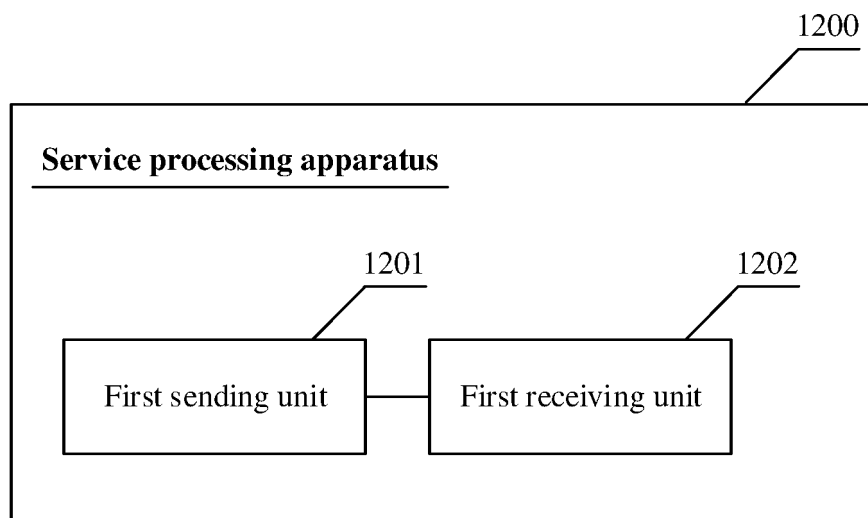 1200
Service processing apparatus
1201
1202
First sending unit
First receiving unit